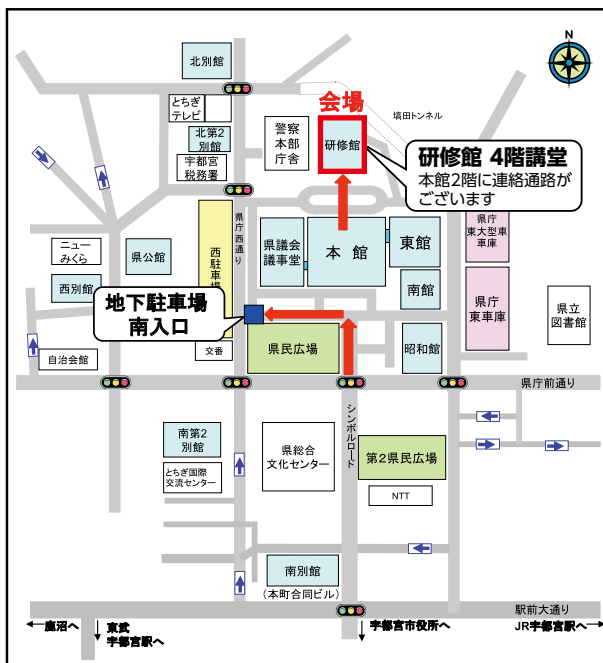 N
北別館
会場
とちぎ
テレビ
塙田トンネル
北第2
別館
警察
本部
庁舎
研修館
宇都宮
税務署
研修館 4階講堂
本館2階に連絡通路が
ございます
県庁西通り
県庁
東大型車
車庫
ニュー
みくら
県公館
西駐車場
県議会
議事堂
本館
東館
西別館
南館
県庁
東車庫
県立
図書館
地下駐車場
南入口
自治会館
交番
県民広場
昭和館
県庁前通り
シンボルロード
南第2
別館
県総合
文化センター
第2県民広場
とちぎ国際
交流センター
NTT
南別館
(本町合同ビル)
駅前大通り
鹿沼へ
東武
宇都宮駅へ
宇都宮市役所へ
JR宇都宮駅へ